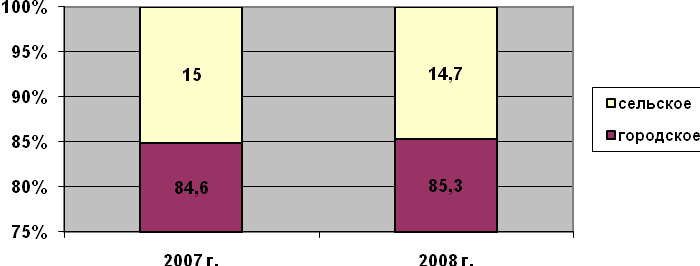 100%
95%
90%
85%
80%
75%
15
14,7
84,6
85,3
2007 г.
2008 г.
сельское
городское